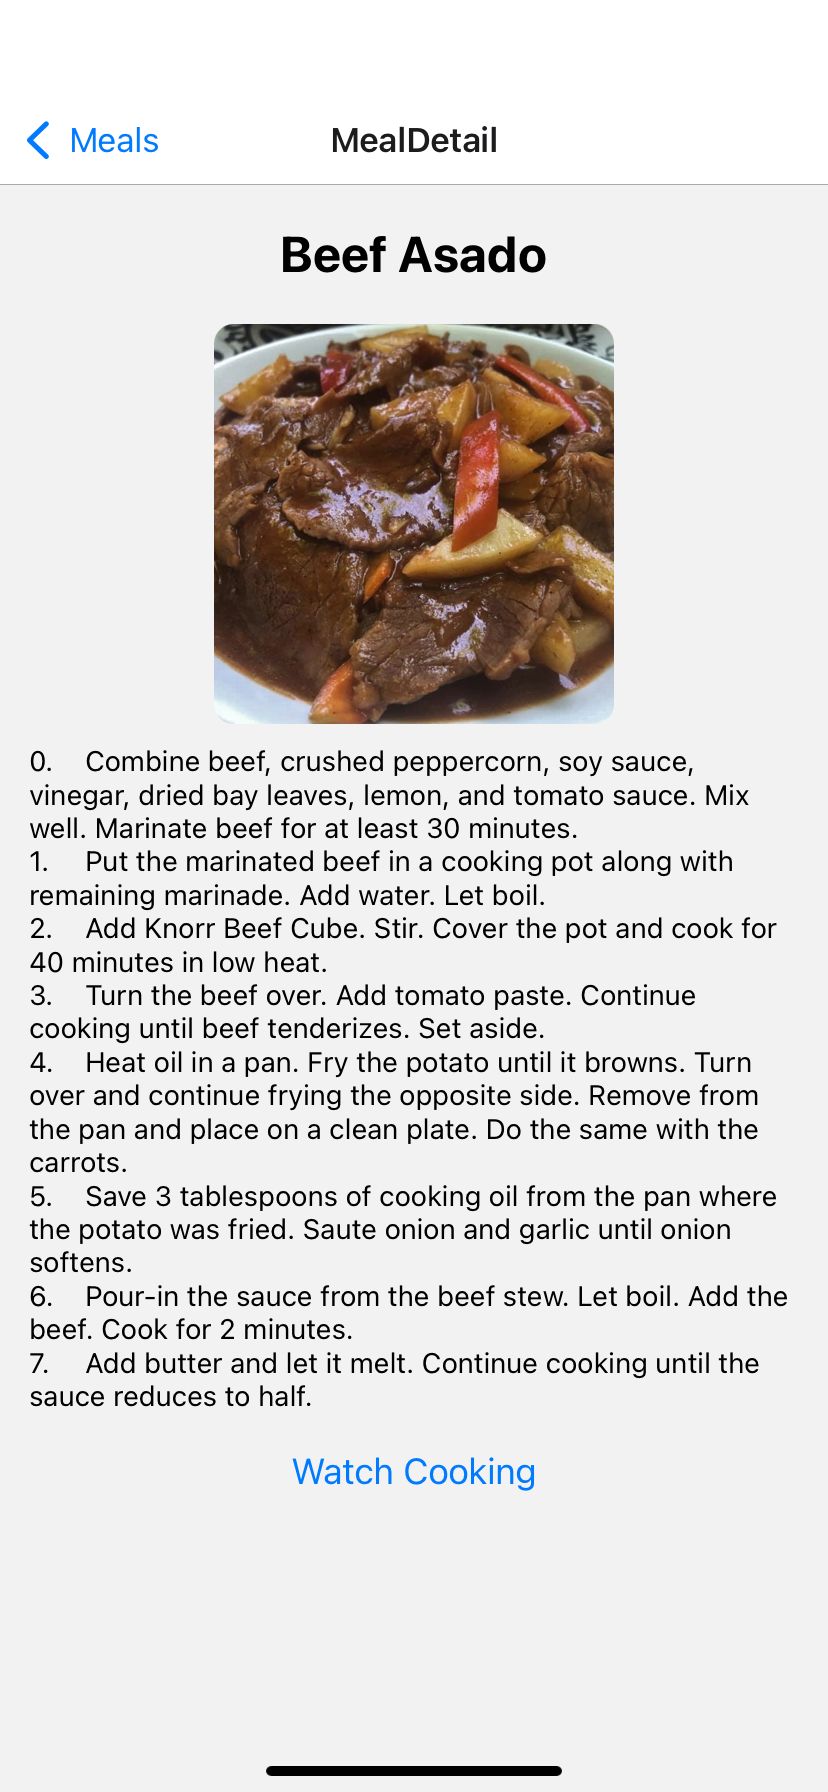 Meals
MealDetail
Beef Asado
0. Combine beef, crushed peppercorn, soy sauce,
vinegar, dried bay leaves, lemon, and tomato sauce. Mix
well. Marinate beef for at least 30 minutes.
1. Put the marinated beef in a cooking pot along with
remaining marinade. Add water. Let boil.
2. Add Knorr Beef Cube. Stir. Cover the pot and cook for
40 minutes in low heat.
3. Turn the beef over. Add tomato paste. Continue
cooking until beef tenderizes. Set aside.
4. Heat oil in a pan. Fry the potato until it browns. Turn
over and continue frying the opposite side. Remove from
the pan and place on a clean plate. Do the same with the
carrots.
5. Save 3 tablespoons of cooking oil from the pan where
the potato was fried. Saute onion and garlic until onion
softens.
6. Pour-in the sauce from the beef stew. Let boil. Add the
beef. Cook for 2 minutes.
7. Add butter and let it melt. Continue cooking until the
sauce reduces to half.
Watch Cooking